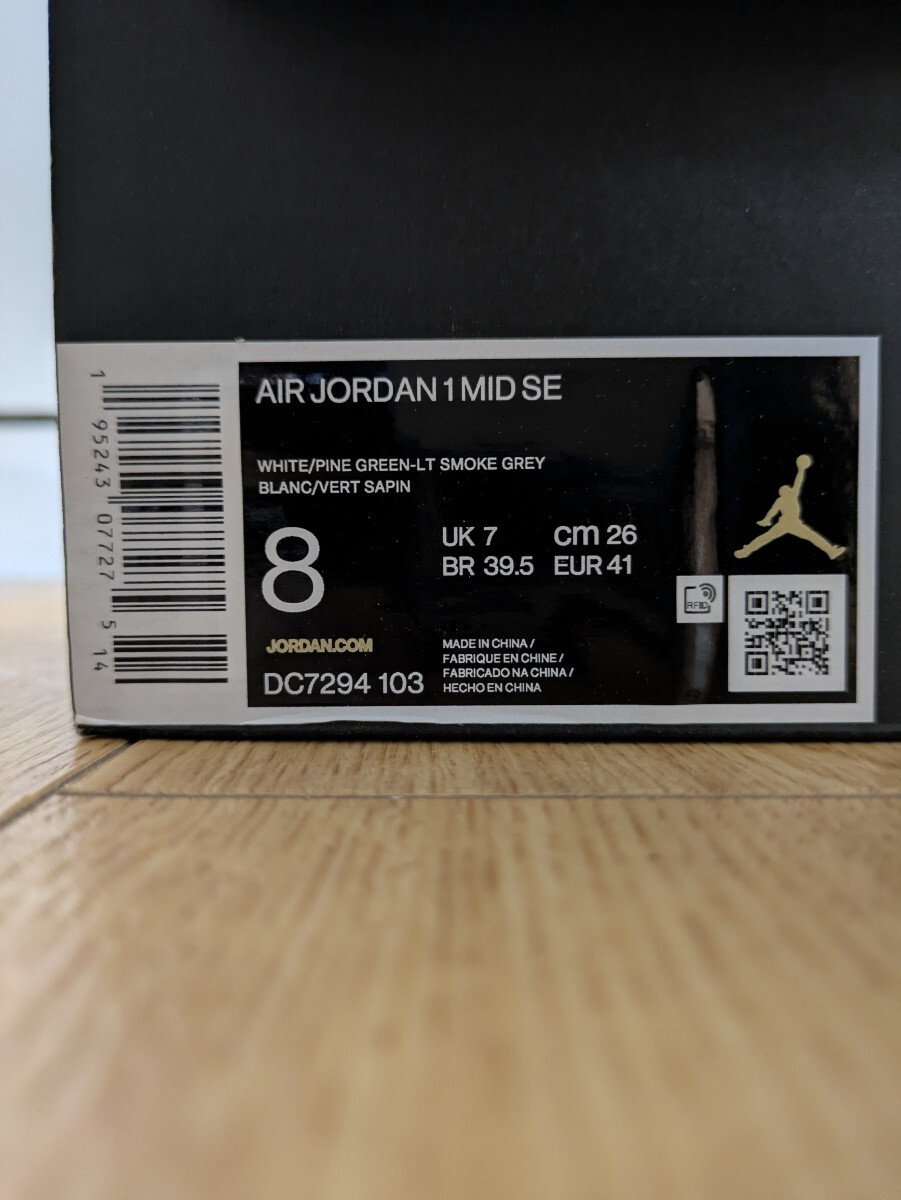 AIR JORDAN 1 MID SE
WHITE/PINE GREEN-LT SMOKE GREY
BLANC/VERT SAPIN
8
UK 7 cm 26
BR 39.5 EUR 41
RFID
JORDAN.COM
DC7294 103
MADE IN CHINA /
FABRIQUE EN CHINE /
FABRICADO NA CHINA /
HECHO EN CHINA
1 95243 07727 5 14